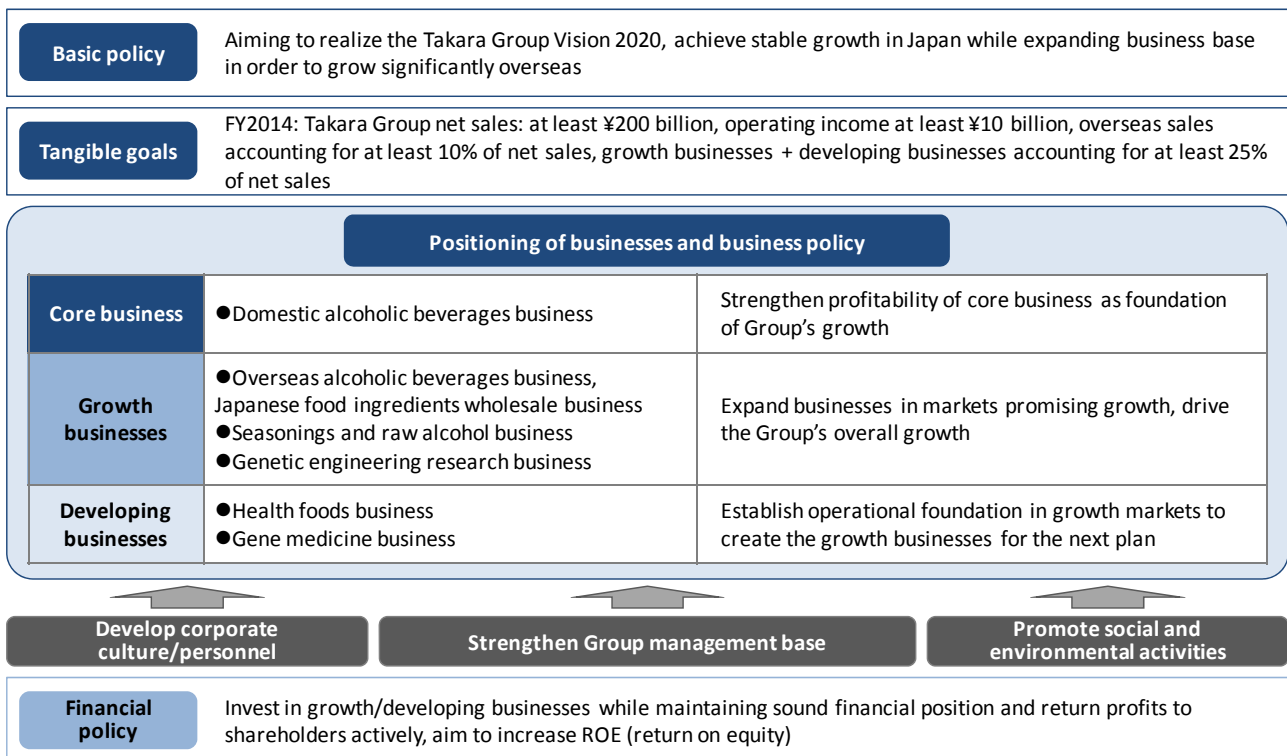 Basic policy
Aiming to realize the Takara Group Vision 2020, achieve stable growth in Japan while expanding business base
in order to grow significantly overseas
Tangible goals
FY2014: Takara Group net sales: at least ¥200 billion, operating income at least ¥10 billion, overseas sales
accounting for at least 10% of net sales, growth businesses + developing businesses accounting for at least 25%
of net sales
Positioning of businesses and business policy
Core business
●Domestic alcoholic beverages business
Strengthen profitability of core business as foundation
of Group's growth
Growth
businesses
●Overseas alcoholic beverages business,
Japanese food ingredients wholesale business
●Seasonings and raw alcohol business
●Genetic engineering research business
Expand businesses in markets promising growth, drive
the Group's overall growth
Developing
businesses
●Health foods business
●Gene medicine business
Establish operational foundation in growth markets to
create the growth businesses for the next plan
Develop corporate
culture/personnel
Strengthen Group management base
Promote social and
environmental activities
Financial
policy
Invest in growth/developing businesses while maintaining sound financial position and return profits to
shareholders actively, aim to increase ROE (return on equity)